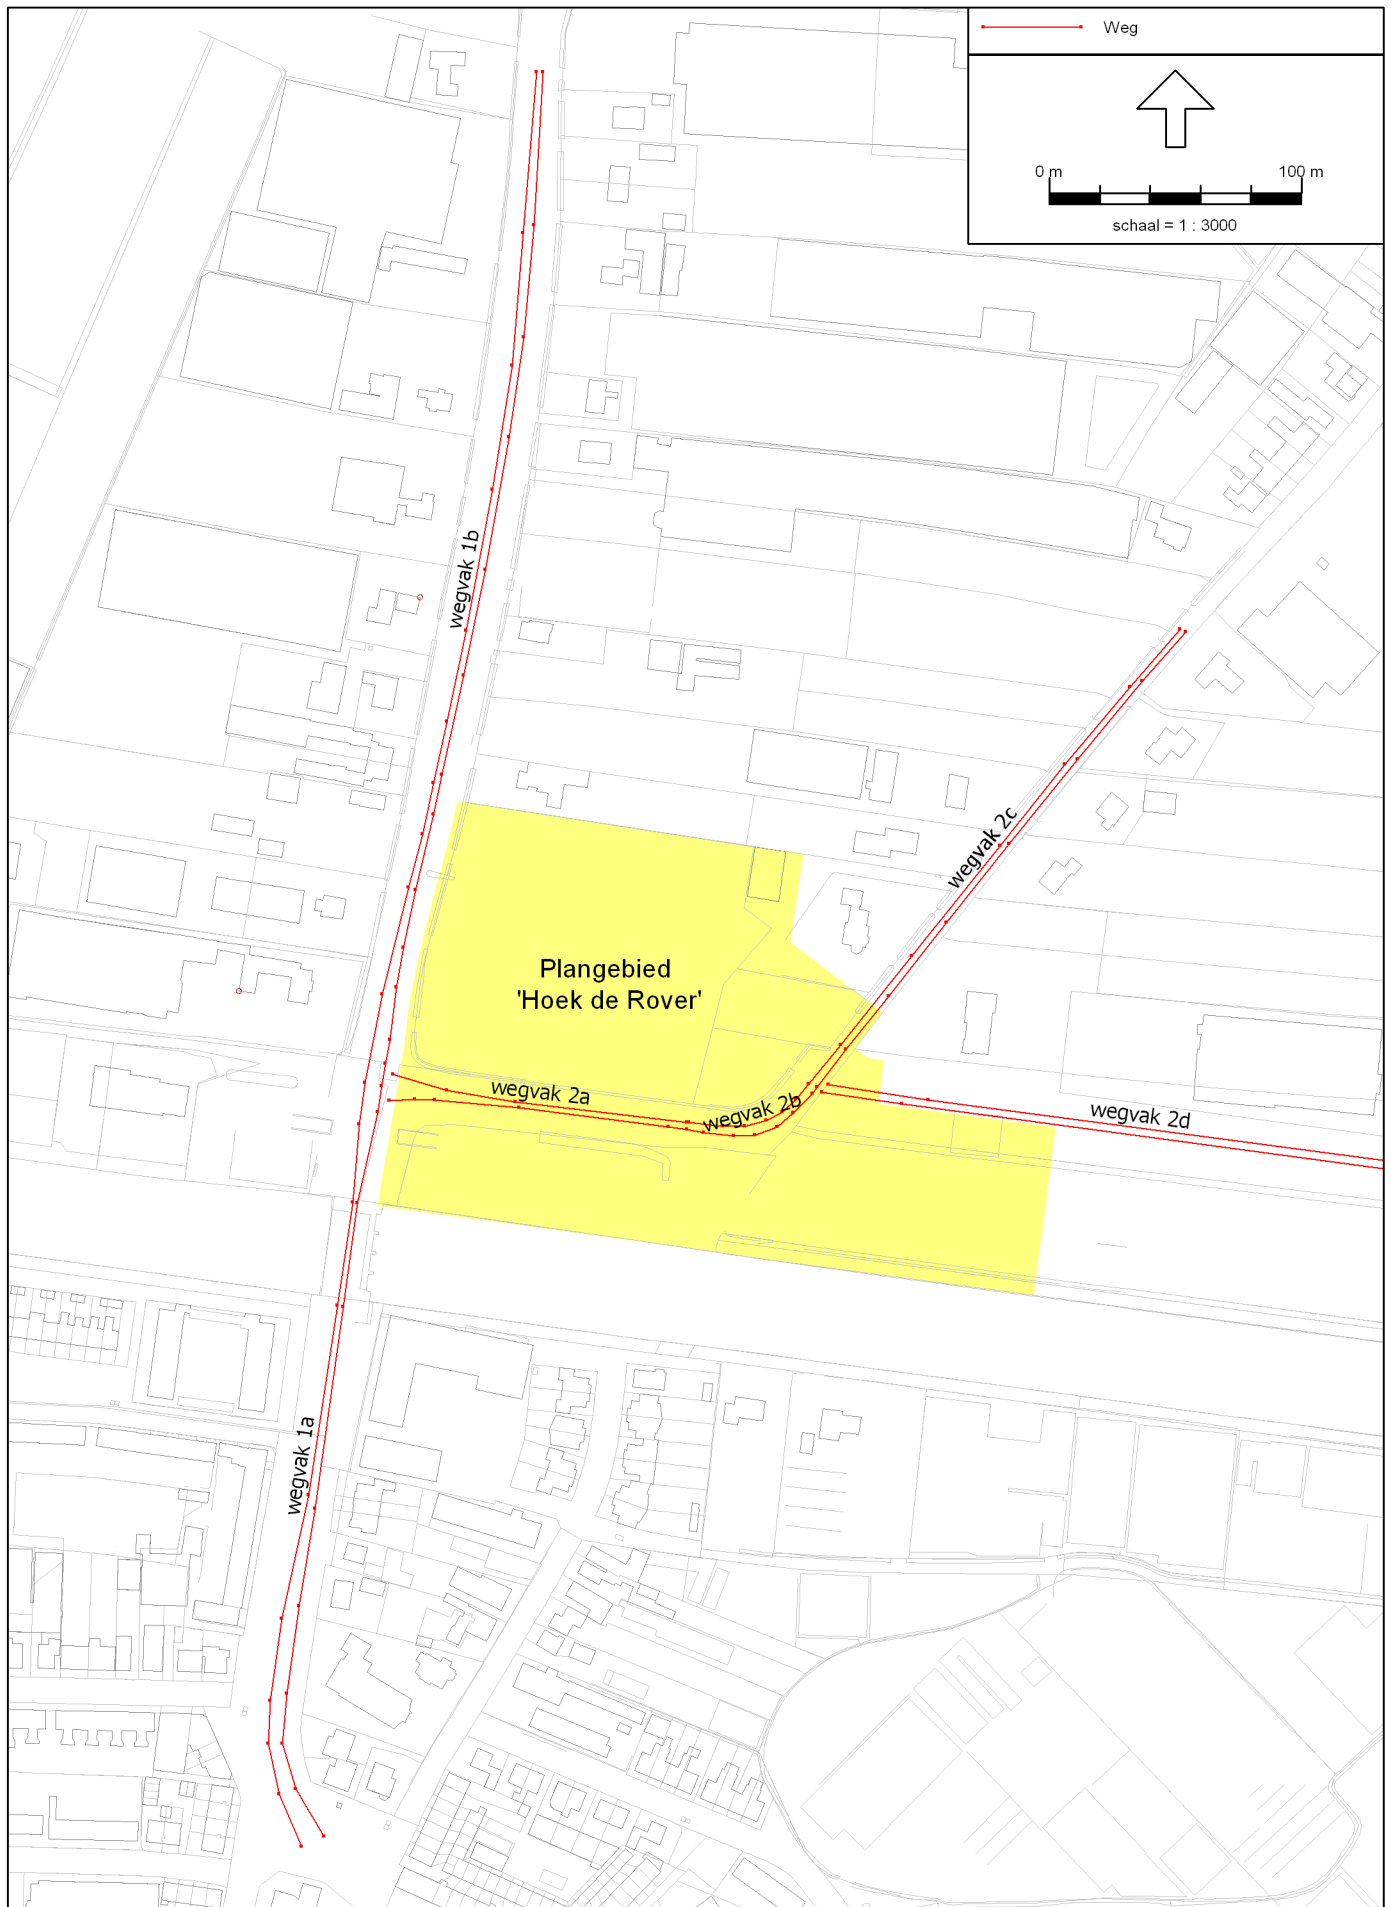 Weg
0 m 100 m
schaal = 1 : 3000
wegvak 1b
wegvak 2c
Plangebied
'Hoek de Rover'
wegvak 2a
wegvak 2b
wegvak 2d
wegvak 1a